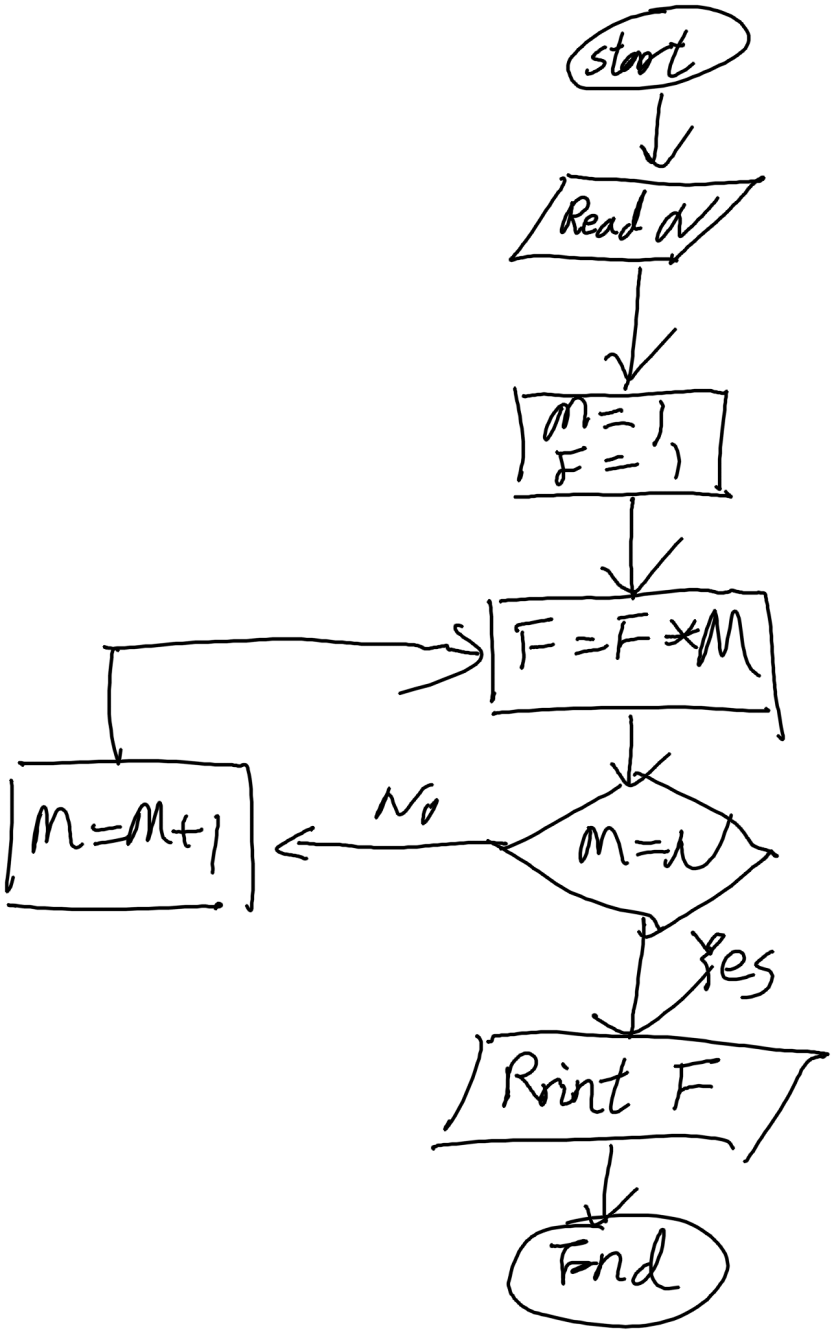 start
Read N
M = 1
F = 1
F = F * M
M = N
No
M = M + 1
Yes
Print F
End